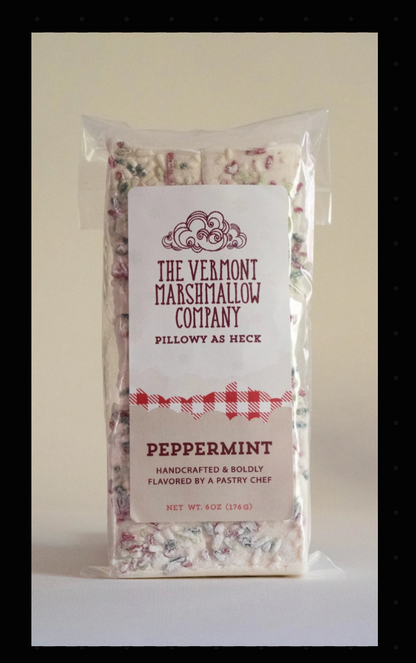 THE VERMONT
MARSHMALLOW
COMPANY
PILLOWY AS HECK
PEPPERMINT
HANDCRAFTED & BOLDLY
FLAVORED BY A PASTRY CHEF
NET WT. 6OZ (176G)